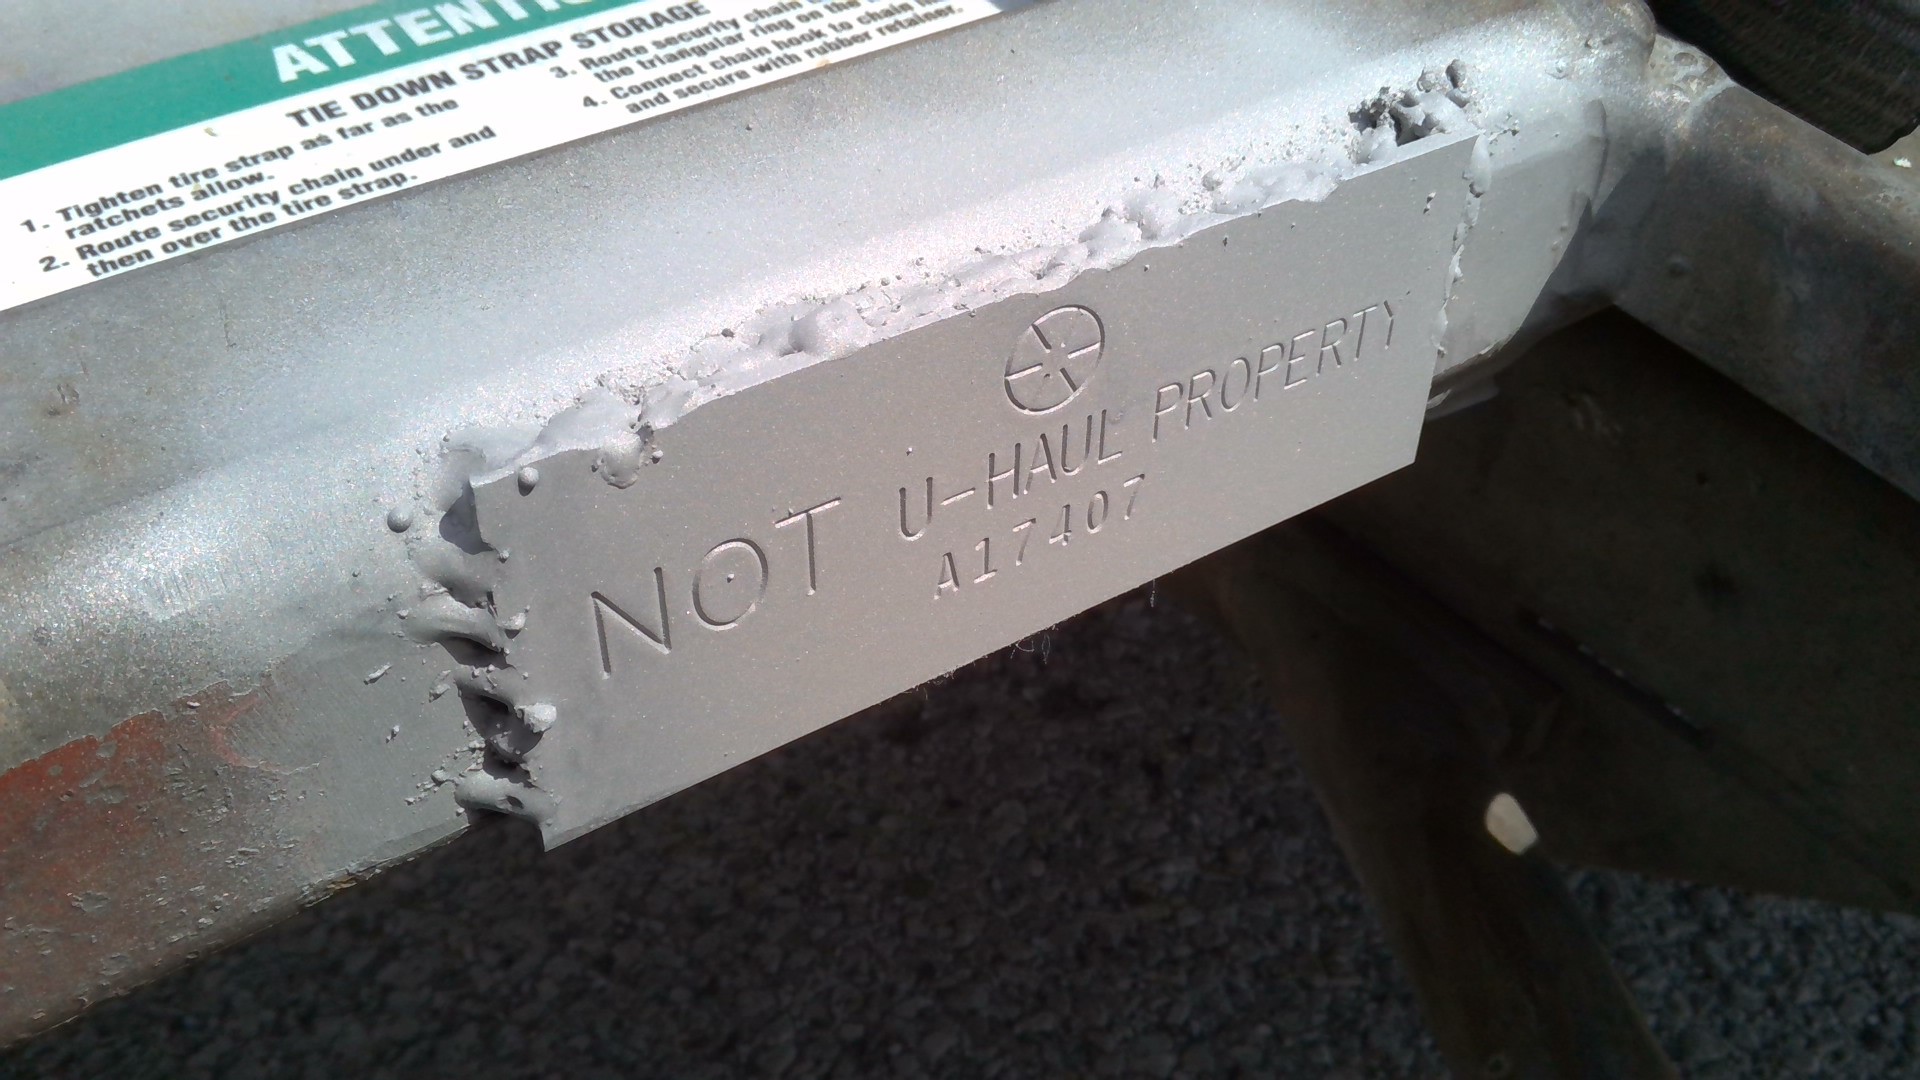 ATTENTI
TIE DOWN STRAP STORAGE
1. Tighten tire strap as far as the
ratchets allow.
2. Route security chain under and
then over the tire strap.
3. Route security chain
the triangular ring on the
4. Connect chain hook to chain
and secure with rubber retainer.
NOT U-HAUL PROPERTY
A17407